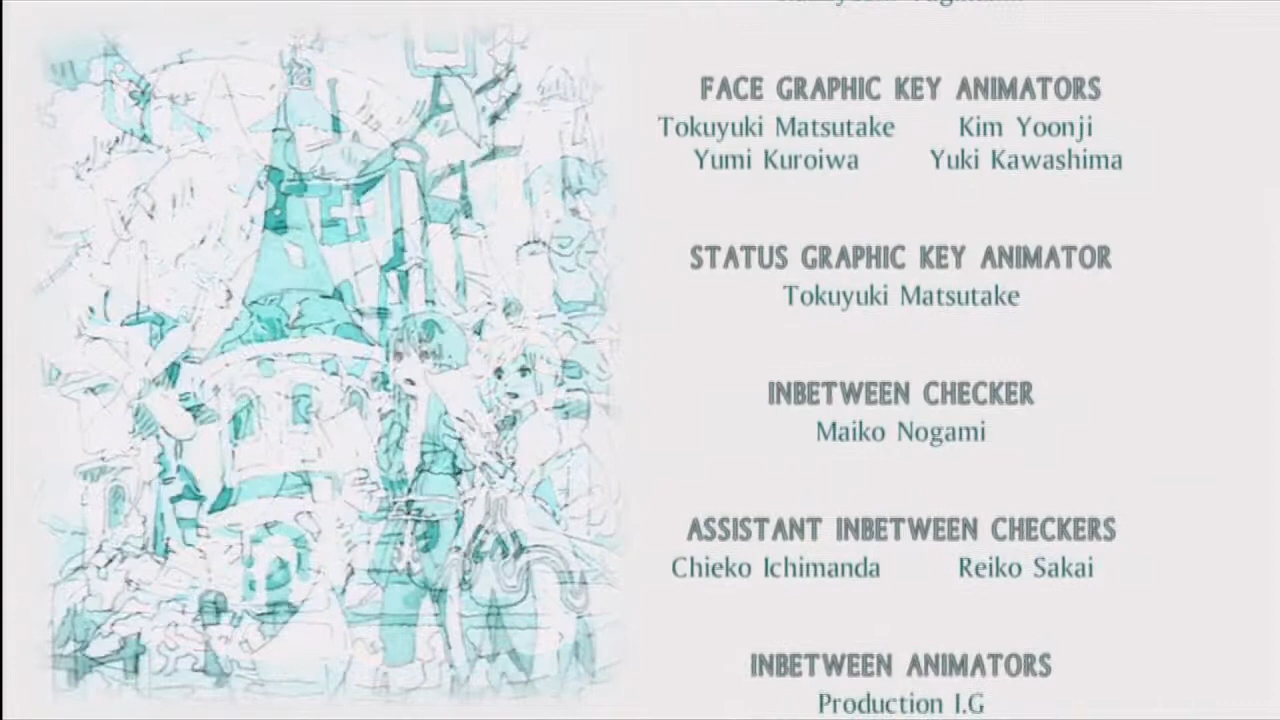 FACE GRAPHIC KEY ANIMATORS
Tokuyuki Matsutake Kim Yoonji
Yumi Kuroiwa Yuki Kawashima
STATUS GRAPHIC KEY ANIMATOR
Tokuyuki Matsutake
INBETWEEN CHECKER
Maiko Nogami
ASSISTANT INBETWEEN CHECKERS
Chieko Ichimanda Reiko Sakai
INBETWEEN ANIMATORS
Production I.G